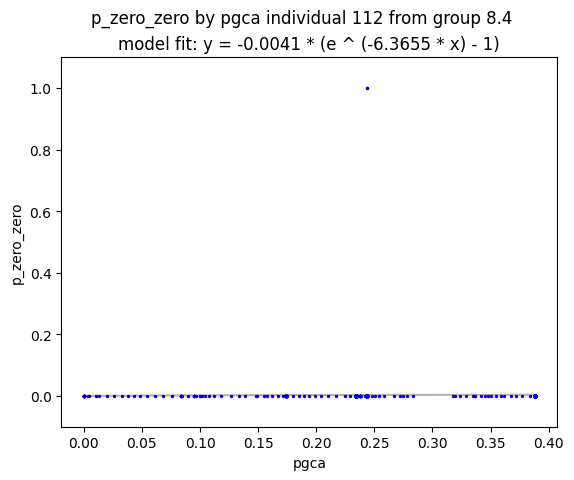 p_zero_zero by pgca individual 112 from group 8.4
model fit: y = -0.0041 * (e ^ (-6.3655 * x) - 1)
1.0
0.8
0.6
0.4
0.2
0.0
p_zero_zero
0.00 0.05 0.10 0.15 0.20 0.25 0.30 0.35 0.40
pgca